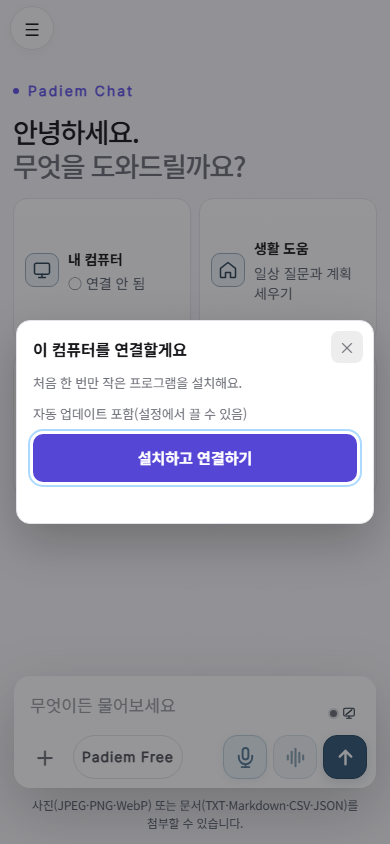 Padiem Chat
안녕하세요.
무엇을 도와드릴까요?
내 컴퓨터
연결 안 됨
생활 도움
일상 질문과 계획
세우기
이 컴퓨터를 연결할게요
처음 한 번만 작은 프로그램을 설치해요.
자동 업데이트 포함(설정에서 끌 수 있음)
설치하고 연결하기
무엇이든 물어보세요
Padiem Free
사진(JPEG·PNG·WebP) 또는 문서(TXT·Markdown·CSV·JSON)를
첨부할 수 있습니다.